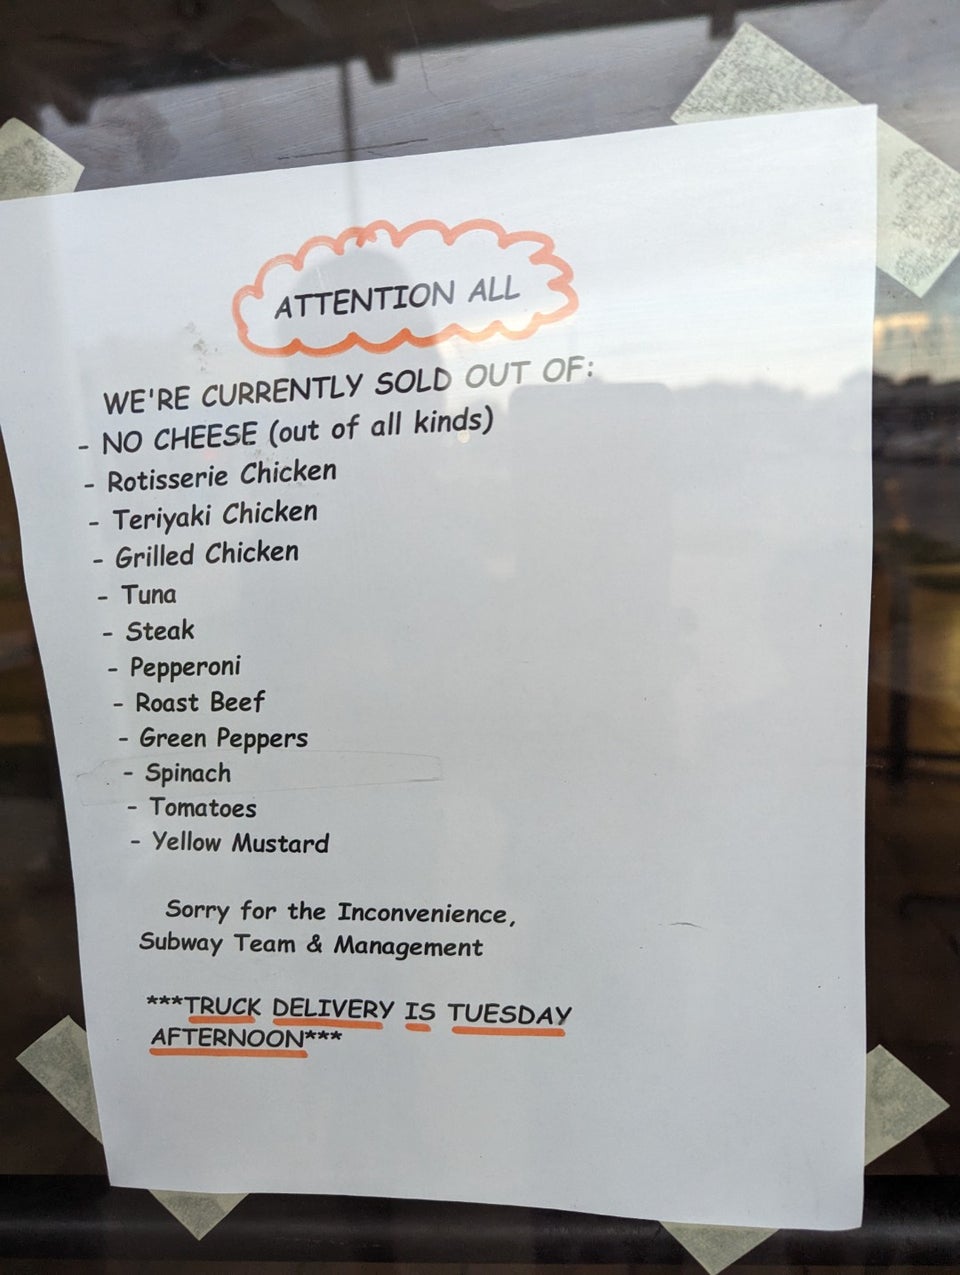 ATTENTION ALL
WE'RE CURRENTLY SOLD OUT OF:
- NO CHEESE (out of all kinds)
- Rotisserie Chicken
- Teriyaki Chicken
- Grilled Chicken
- Tuna
- Steak
- Pepperoni
- Roast Beef
- Green Peppers
- Spinach
- Tomatoes
- Yellow Mustard
Sorry for the Inconvenience,
Subway Team & Management
***TRUCK DELIVERY IS TUESDAY
AFTERNOON***